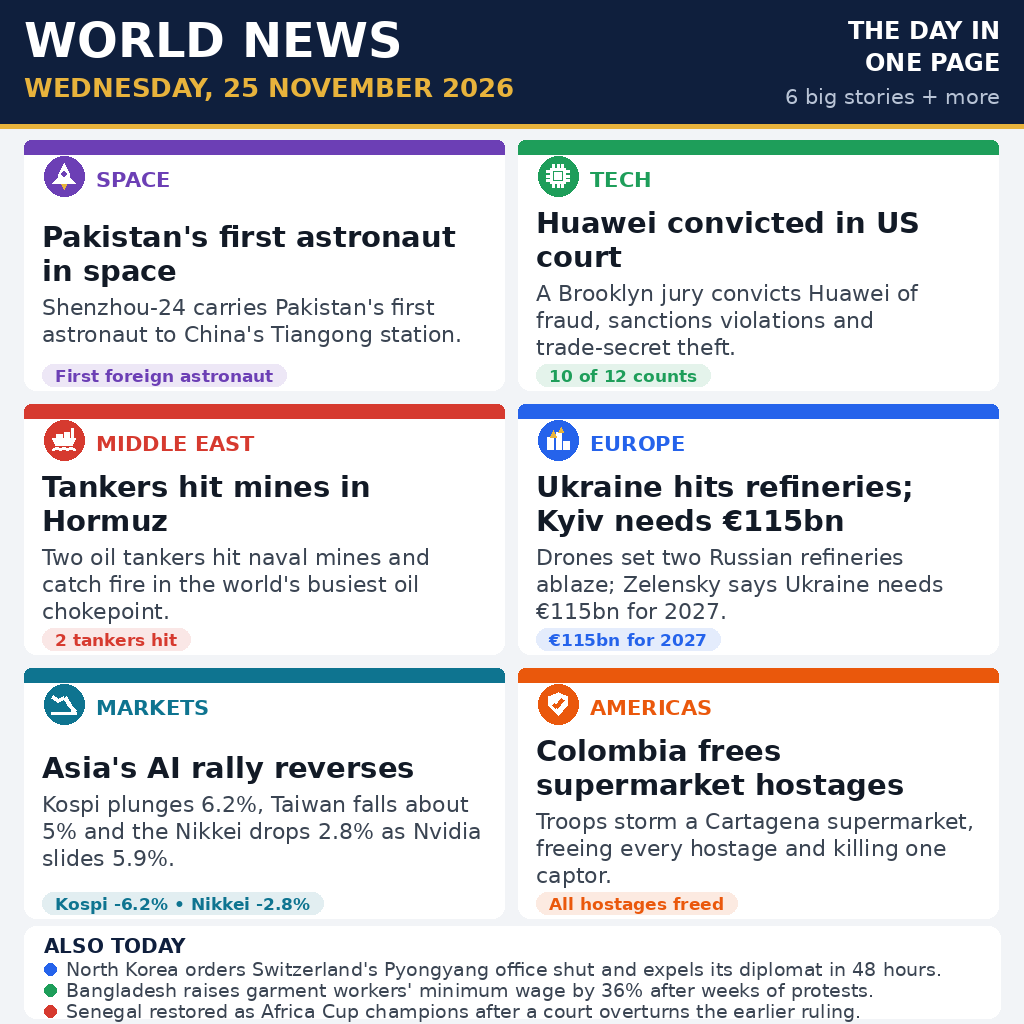 WORLD NEWS
WEDNESDAY, 25 NOVEMBER 2026
THE DAY IN
ONE PAGE
6 big stories + more
SPACE
Pakistan's first astronaut
in space
Shenzhou-24 carries Pakistan's first
astronaut to China's Tiangong station.
First foreign astronaut
TECH
Huawei convicted in US
court
A Brooklyn jury convicts Huawei of
fraud, sanctions violations and
trade-secret theft.
10 of 12 counts
MIDDLE EAST
Tankers hit mines in
Hormuz
Two oil tankers hit naval mines and
catch fire in the world's busiest oil
chokepoint.
2 tankers hit
EUROPE
Ukraine hits refineries;
Kyiv needs €115bn
Drones set two Russian refineries
ablaze; Zelensky says Ukraine needs
€115bn for 2027.
€115bn for 2027
MARKETS
Asia's AI rally reverses
Kospi plunges 6.2%, Taiwan falls about
5% and the Nikkei drops 2.8% as Nvidia
slides 5.9%.
Kospi -6.2% • Nikkei -2.8%
AMERICAS
Colombia frees
supermarket hostages
Troops storm a Cartagena supermarket,
freeing every hostage and killing one
captor.
All hostages freed
ALSO TODAY
North Korea orders Switzerland's Pyongyang office shut and expels its diplomat in 48 hours.
Bangladesh raises garment workers' minimum wage by 36% after weeks of protests.
Senegal restored as Africa Cup champions after a court overturns the earlier ruling.